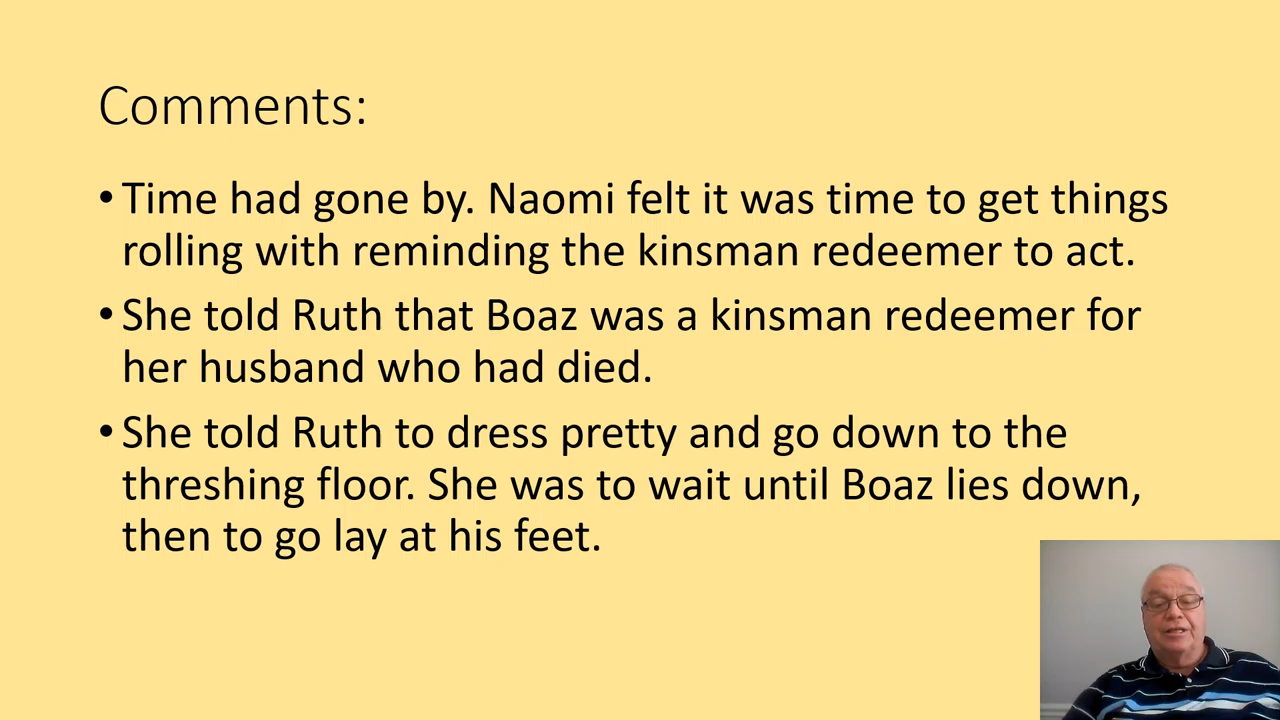 Comments:
• Time had gone by. Naomi felt it was time to get things
rolling with reminding the kinsman redeemer to act.
• She told Ruth that Boaz was a kinsman redeemer for
her husband who had died.
• She told Ruth to dress pretty and go down to the
threshing floor. She was to wait until Boaz lies down,
then to go lay at his feet.